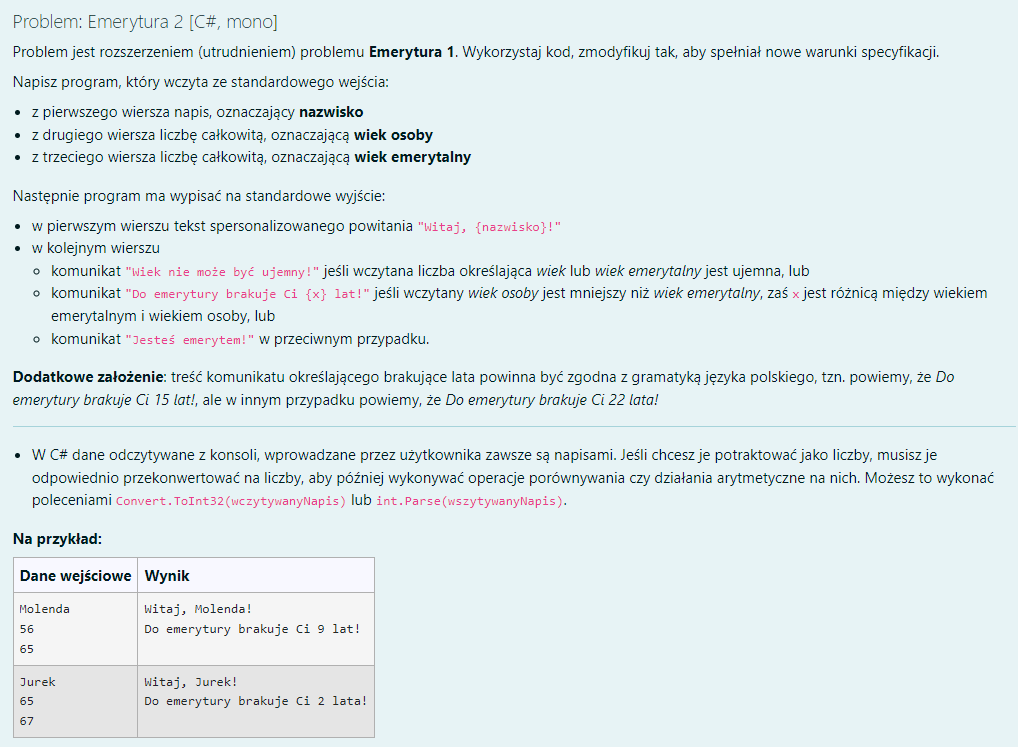 Problem: Emerytura 2 [C#, mono]
Problem jest rozszerzeniem (utrudnieniem) problemu Emerytura 1. Wykorzystaj kod, zmodyfikuj tak, aby spełniał nowe warunki specyfikacji.
Napisz program, który wczyta ze standardowego wejścia:
• z pierwszego wiersza napis, oznaczający nazwisko
• z drugiego wiersza liczbę całkowitą, oznaczającą wiek osoby
• z trzeciego wiersza liczbę całkowitą, oznaczającą wiek emerytalny
Następnie program ma wypisać na standardowe wyjście:
• w pierwszym wierszu tekst spersonalizowanego powitania "Witaj, {nazwisko}!"
• w kolejnym wierszu
○ komunikat "Wiek nie może być ujemny!" jeśli wczytana liczba określająca wiek lub wiek emerytalny jest ujemna, lub
○ komunikat "Do emerytury brakuje Ci {x} lat!" jeśli wczytany wiek osoby jest mniejszy niż wiek emerytalny, zaś x jest różnicą między wiekiem
emerytalnym i wiekiem osoby, lub
○ komunikat "Jesteś emerytem!" w przeciwnym przypadku.
Dodatkowe założenie: treść komunikatu określającego brakujące lata powinna być zgodna z gramatyką języka polskiego, tzn. powiemy, że Do
emerytury brakuje Ci 15 lat!, ale w innym przypadku powiemy, że Do emerytury brakuje Ci 22 lata!
• W C# dane odczytywane z konsoli, wprowadzane przez użytkownika zawsze są napisami. Jeśli chcesz je potraktować jako liczby, musisz je
odpowiednio przekonwertować na liczby, aby później wykonywać operacje porównywania czy działania arytmetyczne na nich. Możesz to wykonać
poleceniami Convert.ToInt32(wczytywanyNapis) lub int.Parse(wszytywanyNapis).
Na przykład:
Dane wejściowe Wynik
Molenda Witaj, Molenda!
56 Do emerytury brakuje Ci 9 lat!
65
Jurek Witaj, Jurek!
65 Do emerytury brakuje Ci 2 lata!
67